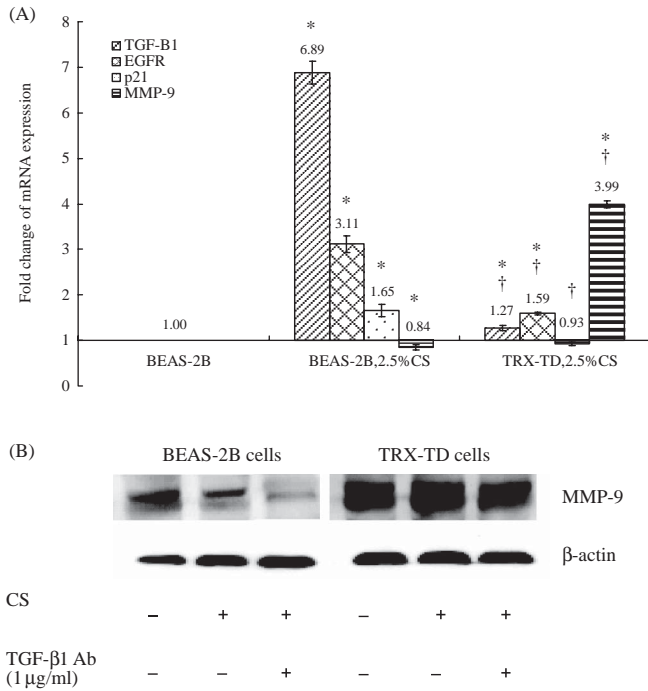 (A)
8
7
6
5
4
3
2
1
0
Fold change of mRNA expression
TGF-B1
EGFR
p21
MMP-9
1.00
*
6.89
*
3.11
*
1.65
*
0.84
*
†
1.27
*
†
1.59
†
0.93
*
†
3.99
BEAS-2B
BEAS-2B,2.5%CS
TRX-TD,2.5%CS
(B)
BEAS-2B cells
TRX-TD cells
MMP-9
β-actin
CS
– + + – + +
TGF-β1 Ab
(1 μg/ml)
– – + – – +